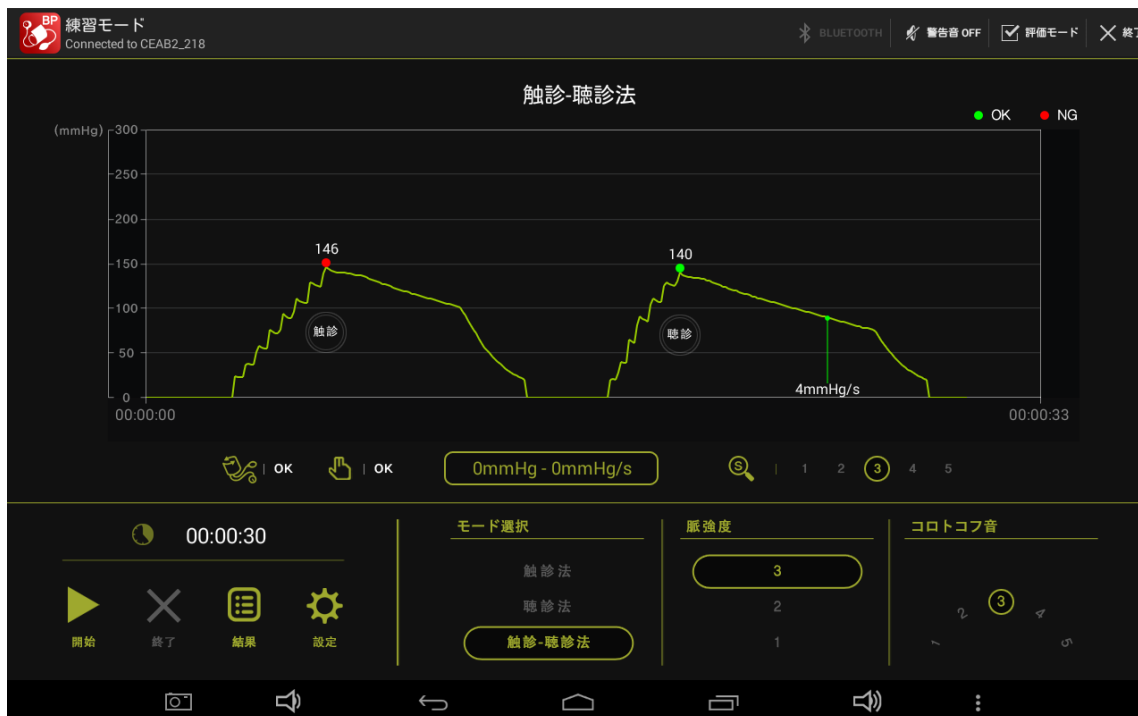 BP
練習モード
Connected to CEAB2_218
BLUETOOTH
警告音 OFF
評価モード
終了
触診-聴診法
OK
NG
(mmHg)
300
250
200
150
100
50
0
146
触診
140
聴診
4mmHg/s
00:00:00
00:00:33
OK
OK
0mmHg - 0mmHg/s
S
1 2 3 4 5
00:00:30
開始
終了
結果
設定
モード選択
触診法
聴診法
触診-聴診法
脈強度
3
2
1
コロトコフ音
1 2 3 4 5